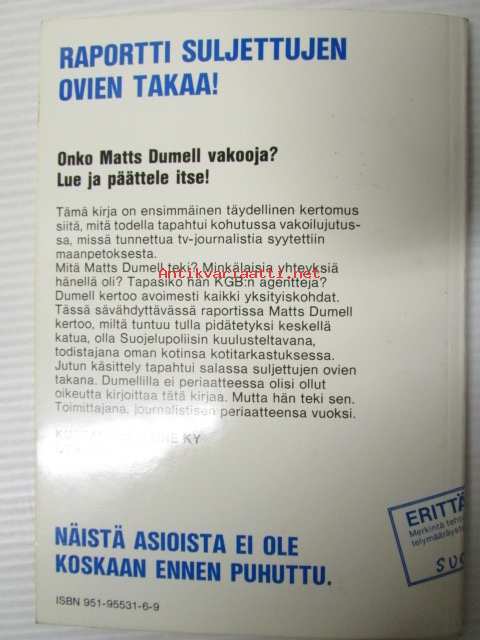 RAPORTTI SULJETTUJEN
OVIEN TAKAA!
Onko Matts Dumell vakooja?
Lue ja päättele itse!
Tämä kirja on ensimmäinen täydellinen kertomus
siitä, mitä todella tapahtui kohutussa vakoilujutus-
sa, missä tunnettua tv-journalistia syytettiin
maanpetoksesta.
Mitä Matts Dumell teki? Minkälaisia yhteyksiä
hänellä oli? Tapasiko hän KGB:n agentteja?
Antikvariaatti.net
Dumell kertoo avoimesti kaikki yksityiskohdat.
Tässä sävähdyttävässä raportissa Matts Dumell
kertoo, miltä tuntuu tulla pidätetyksi keskellä
katua, olla Suojelupoliisin kuulusteltavana,
todistajana oman kotinsa kotitarkastuksessa.
Jutun käsittely tapahtui salassa suljettujen ovien
takana. Dumellilla ei periaatteessa olisi ollut
oikeutta kirjoittaa tätä kirjaa. Mutta hän teki sen.
Toimittajana, journalistisen periaatteensa vuoksi.
KY
ERITTÄ
Merkintä teh
telymääräyst
SUO
NÄISTÄ ASIOISTA EI OLE
KOSKAAN ENNEN PUHUTTU.
ISBN 951-95531-6-9